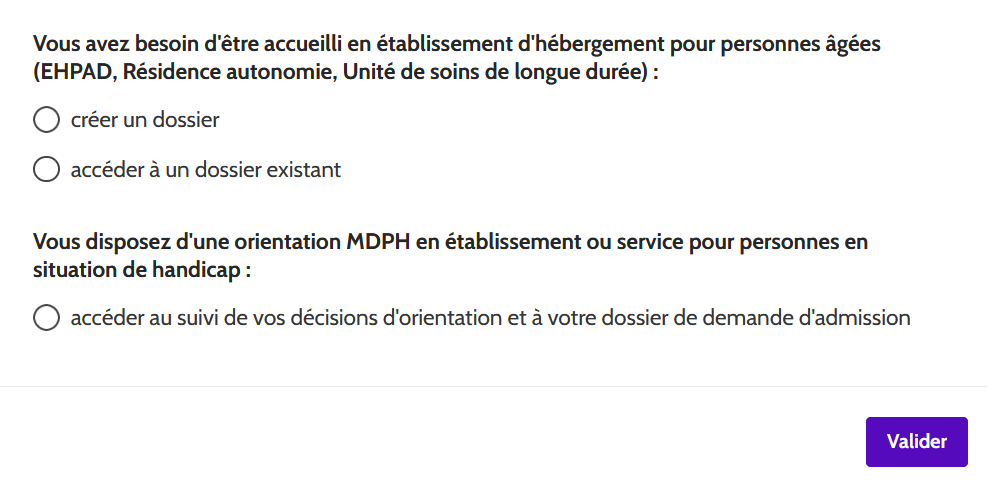 Vous avez besoin d'être accueilli en établissement d'hébergement pour personnes âgées
(EHPAD, Résidence autonomie, Unité de soins de longue durée) :
créer un dossier
accéder à un dossier existant
Vous disposez d'une orientation MDPH en établissement ou service pour personnes en
situation de handicap :
accéder au suivi de vos décisions d'orientation et à votre dossier de demande d'admission
Valider